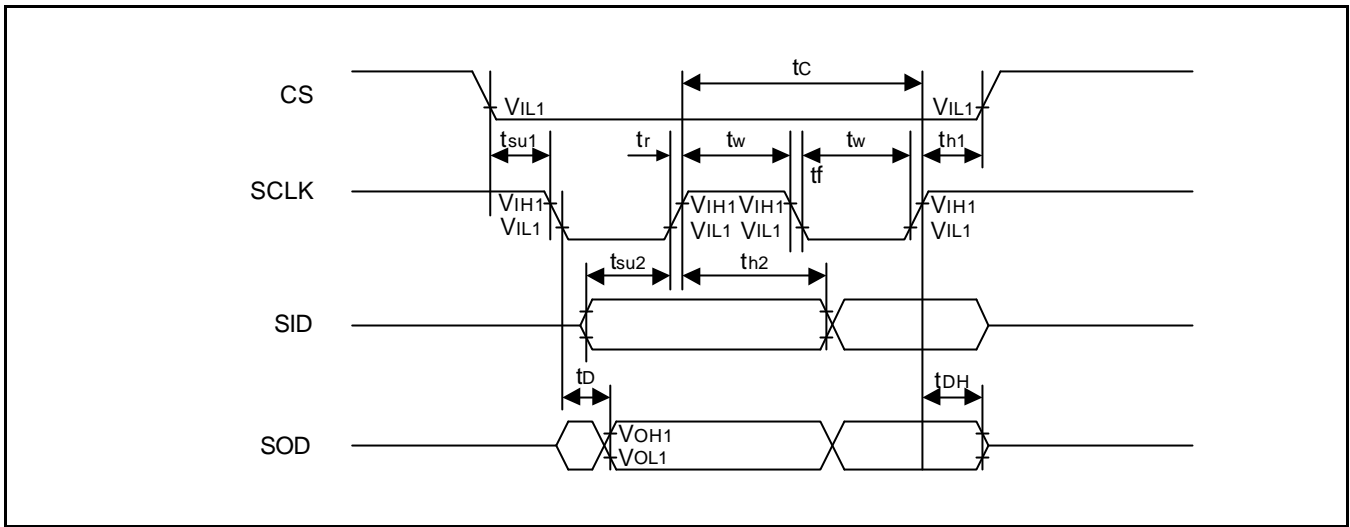 tC
CS
VIL1 VIL1
tsu1 tr tw tw th1
tf
SCLK
VIH1 VIH1 VIH1 VIH1
VIL1 VIL1 VIL1 VIL1
tsu2 th2
SID
tD tDH
VOH1
SOD
VOL1